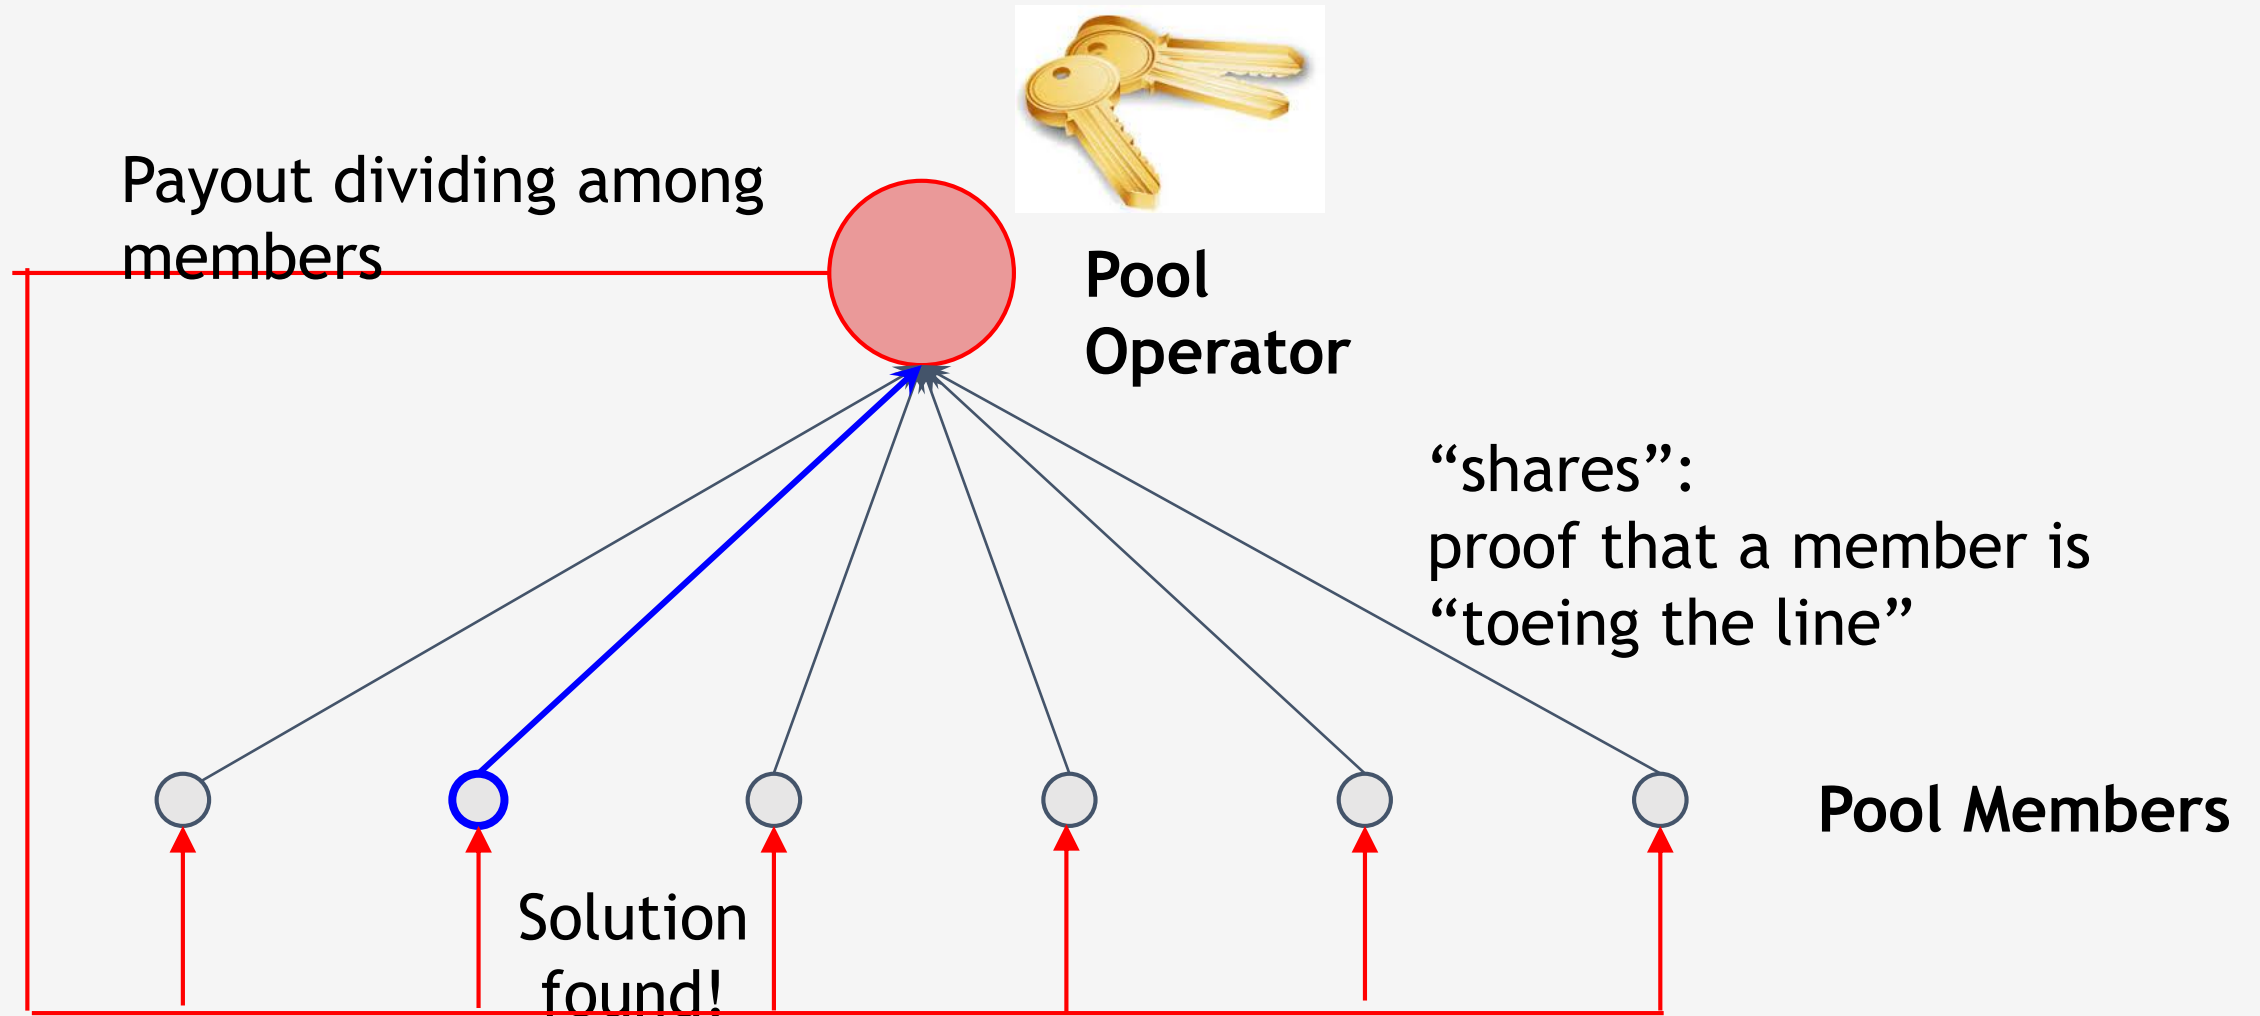 Payout dividing among
members
Pool
Operator
“shares”:
proof that a member is
“toeing the line”
Pool Members
Solution
found!